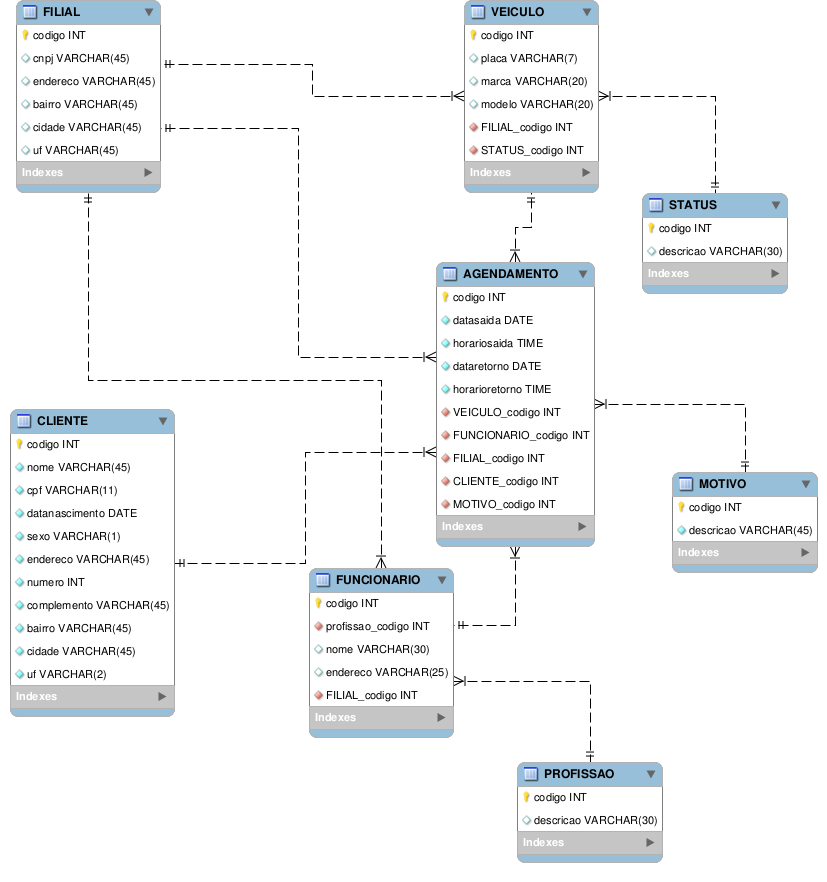 FILIAL
codigo INT
cnpj VARCHAR(45)
endereco VARCHAR(45)
bairro VARCHAR(45)
cidade VARCHAR(45)
uf VARCHAR(45)
Indexes
VEICULO
codigo INT
placa VARCHAR(7)
marca VARCHAR(20)
modelo VARCHAR(20)
FILIAL_codigo INT
STATUS_codigo INT
Indexes
STATUS
codigo INT
descricao VARCHAR(30)
Indexes
AGENDAMENTO
codigo INT
datasaida DATE
horariosaida TIME
dataretorno DATE
horarioretorno TIME
VEICULO_codigo INT
FUNCIONARIO_codigo INT
FILIAL_codigo INT
CLIENTE_codigo INT
MOTIVO_codigo INT
Indexes
CLIENTE
codigo INT
nome VARCHAR(45)
cpf VARCHAR(11)
datanascimento DATE
sexo VARCHAR(1)
endereco VARCHAR(45)
numero INT
complemento VARCHAR(45)
bairro VARCHAR(45)
cidade VARCHAR(45)
uf VARCHAR(2)
Indexes
MOTIVO
codigo INT
descricao VARCHAR(45)
Indexes
FUNCIONARIO
codigo INT
profissao_codigo INT
nome VARCHAR(30)
endereco VARCHAR(25)
FILIAL_codigo INT
Indexes
PROFISSAO
codigo INT
descricao VARCHAR(30)
Indexes